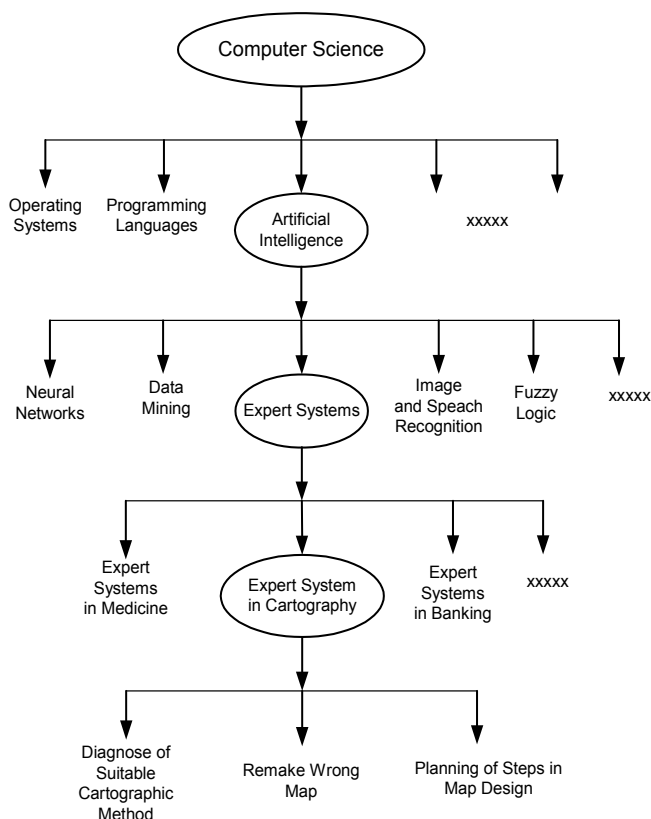 Computer Science
Operating
Systems
Programming
Languages
Artificial
Intelligence
xxxxx
Neural
Networks
Data
Mining
Expert Systems
Image
and Speach
Recognition
Fuzzy
Logic
xxxxx
Expert
Systems
in Medicine
Expert System
in Cartography
Expert
Systems
in Banking
xxxxx
Diagnose of
Suitable
Cartographic
Method
Remake Wrong
Map
Planning of Steps in
Map Design